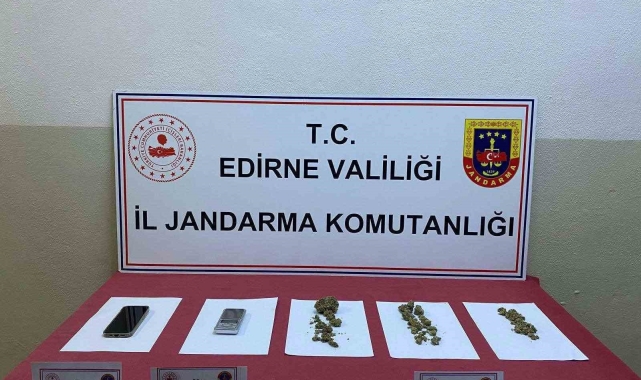 T.C.
EDİRNE VALİLİĞİ
İL JANDARMA KOMUTANLIĞI
JANDARMA